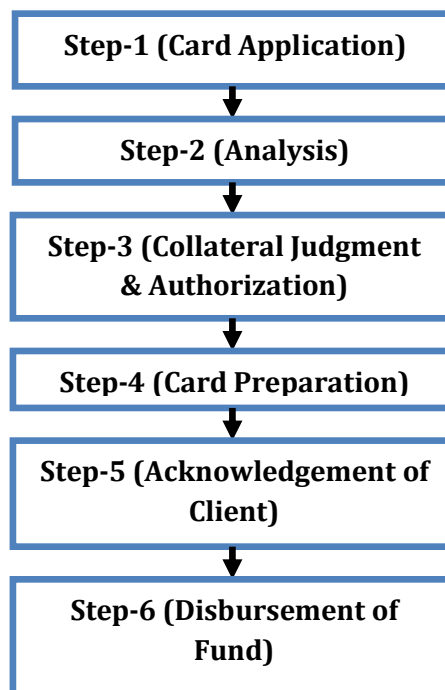 Step-1 (Card Application)
Step-2 (Analysis)
Step-3 (Collateral Judgment
& Authorization)
Step-4 (Card Preparation)
Step-5 (Acknowledgement of
Client)
Step-6 (Disbursement of
Fund)